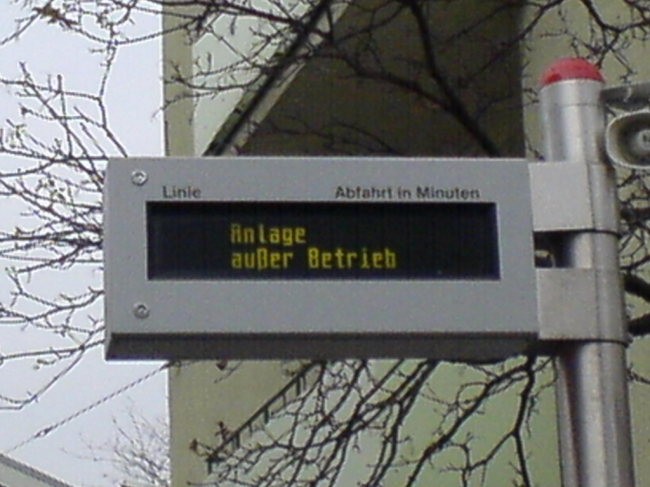 Linie Abfahrt in Minuten
Anlage
außer Betrieb